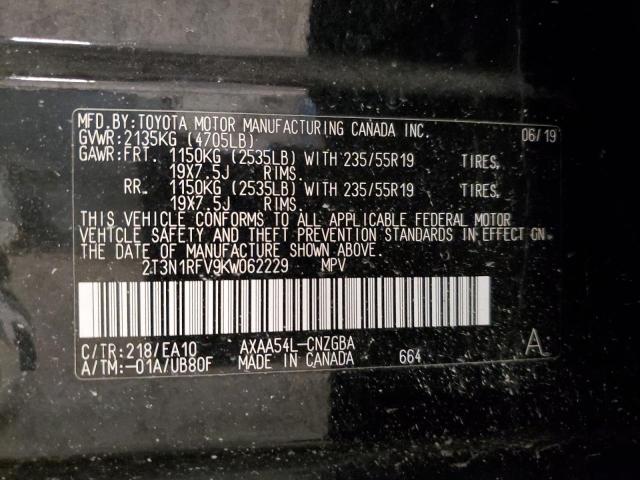 MFD.BY:TOYOTA MOTOR MANUFACTURING CANADA INC. 06/19
GVWR:2135KG (4705LB)
GAWR:FRT. 1150KG (2535LB) WITH 235/55R19 TIRES,
19X7.5J RIMS.
RR. 1150KG (2535LB) WITH 235/55R19 TIRES,
19X7.5J RIMS.
THIS VEHICLE CONFORMS TO ALL APPLICABLE FEDERAL MOTOR
VEHICLE SAFETY AND THEFT PREVENTION STANDARDS IN EFFECT ON
THE DATE OF MANUFACTURE SHOWN ABOVE.
2T3N1RFV9KW062229 MPV
C/TR:218/EA10 AXAA54L-CNZGBA A
A/TM:-01A/UB80F MADE IN CANADA 664